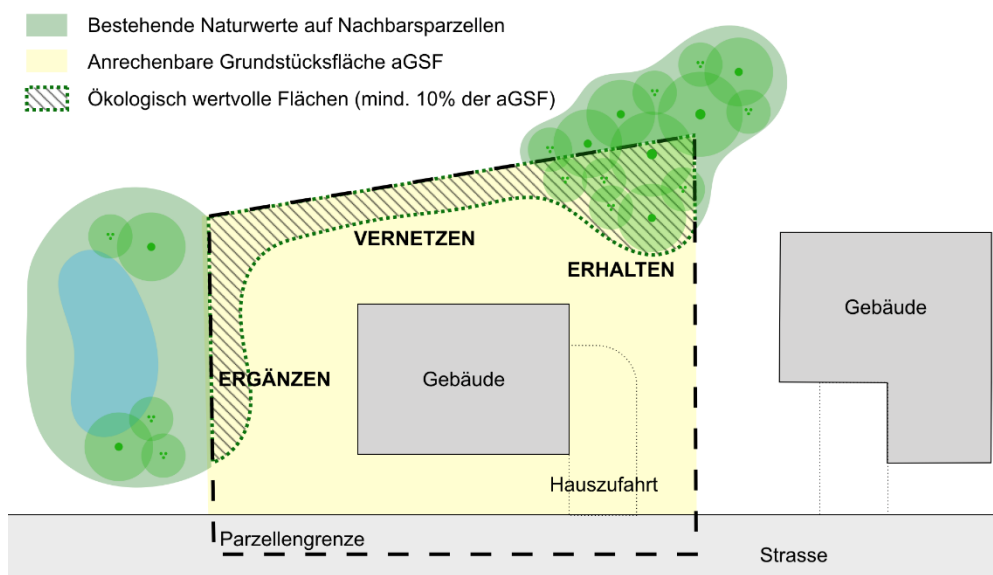 Bestehende Naturwerte auf Nachbarsparzellen
Anrechenbare Grundstücksfläche aGSF
Ökologisch wertvolle Flächen (mind. 10% der aGSF)
VERNETZEN
ERHALTEN
Gebäude
ERGÄNZEN
Gebäude
Hauszufahrt
Parzellengrenze
Strasse